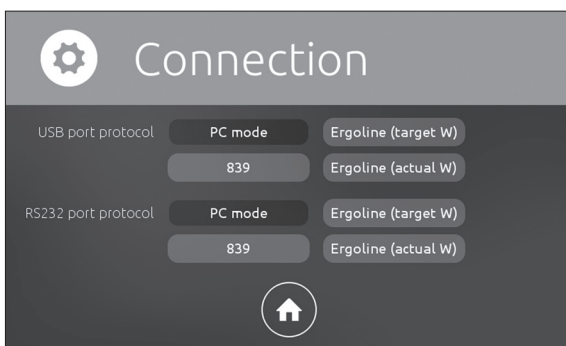 Connection
USB port protocol PC mode Ergoline (target W)
839 Ergoline (actual W)
RS232 port protocol PC mode Ergoline (target W)
839 Ergoline (actual W)